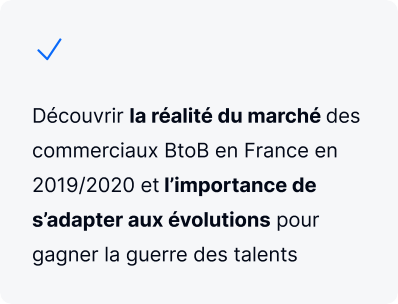 Découvrir la réalité du marché des
commerciaux BtoB en France en
2019/2020 et l’importance de
s’adapter aux évolutions pour
gagner la guerre des talents